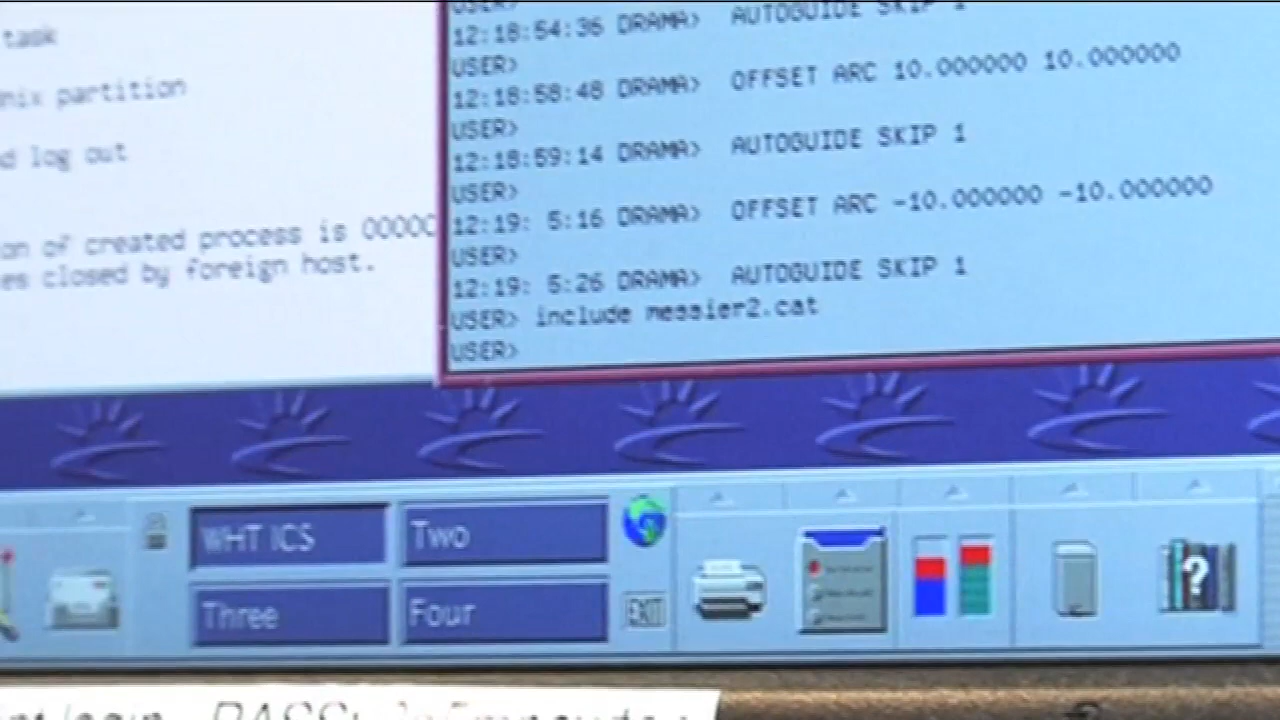 task
nix partition
d log out
on of created process is 0000C
es closed by foreign host.
USER>
12:18:54:36 DRAMA> AUTOGUIDE SKIP 1
USER>
12:18:58:48 DRAMA> OFFSET ARC 10.000000 10.000000
USER>
12:18:59:14 DRAMA> AUTOGUIDE SKIP 1
USER>
12:19: 5:16 DRAMA> OFFSET ARC -10.000000 -10.000000
USER>
12:19: 5:26 DRAMA> AUTOGUIDE SKIP 1
USER> include messier2.cat
USER>
WHT ICS
Two
Three
Four
EXIT
?